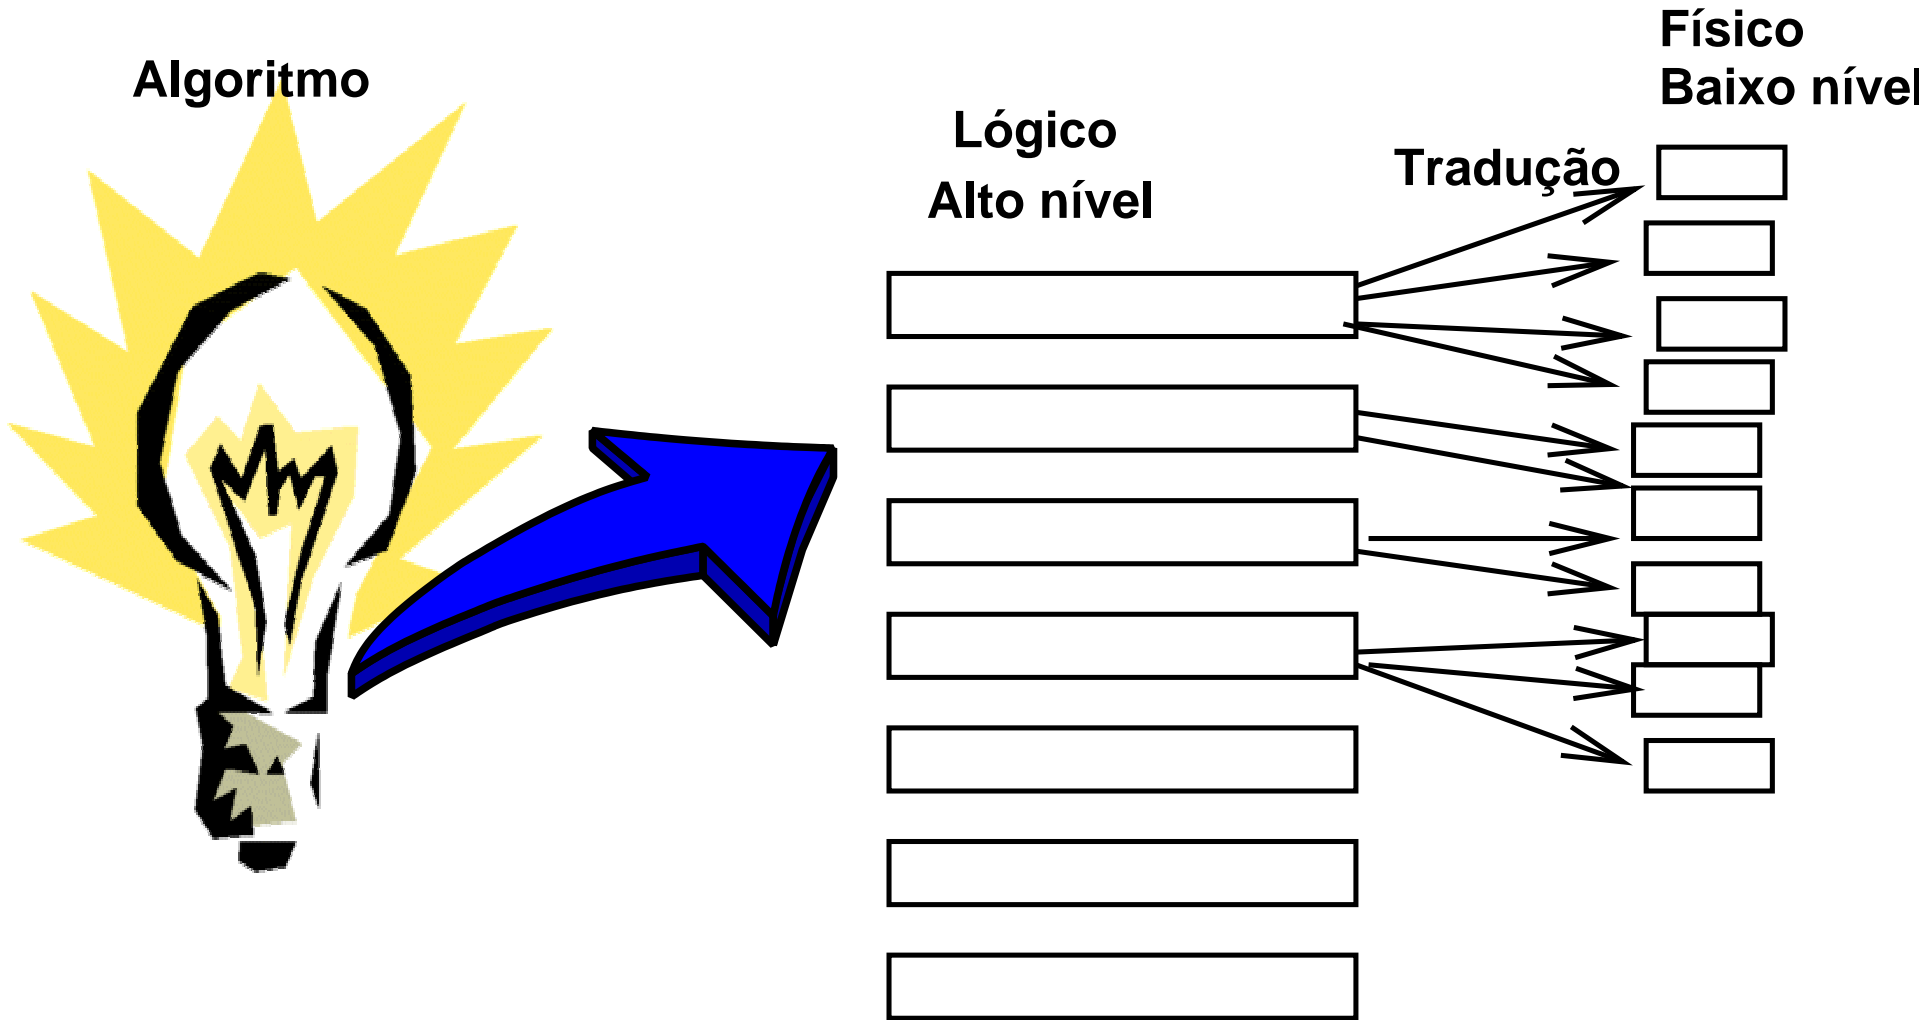 Algoritmo
Lógico
Alto nível
Tradução
Físico
Baixo nível